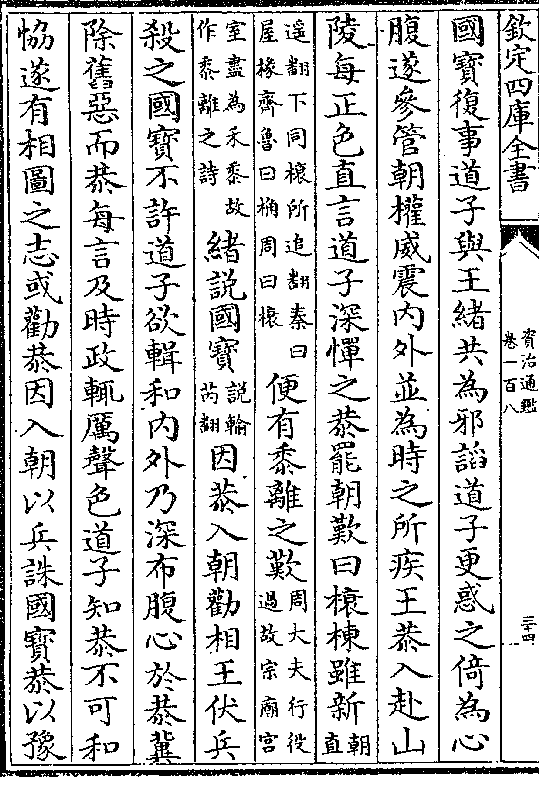 欽定四庫全書
資治通鑑
卷一百八
國寶復事道子與王緒共為邪諂道子更惑之倚為心
腹遂參管朝權威震內外並為時之所疾王恭入赴山
陵每正色直言道子深憚之恭罷朝歎曰榱棟雖新朝直
遥翻下同榱所追翻秦曰屋椽齊魯曰桷周曰榱便有黍離之歎周大夫行役過故宗廟宫
室盡為禾黍故作黍離之詩緒説國寶説輸芮翻因恭入朝勸相王伏兵
殺之國寶不許道子欲輯和內外乃深布腹心於恭冀
除舊惡而恭每言及時政輒厲聲色道子知恭不可和
恊遂有相圖之志或勸恭因入朝以兵誅國寶恭以豫